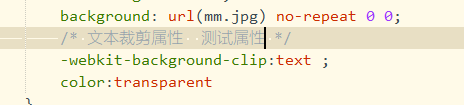 background: url(mm.jpg) no-repeat 0 0;
/* 文本裁剪属性  测试属性 */
-webkit-background-clip:text ;
color:transparent
}